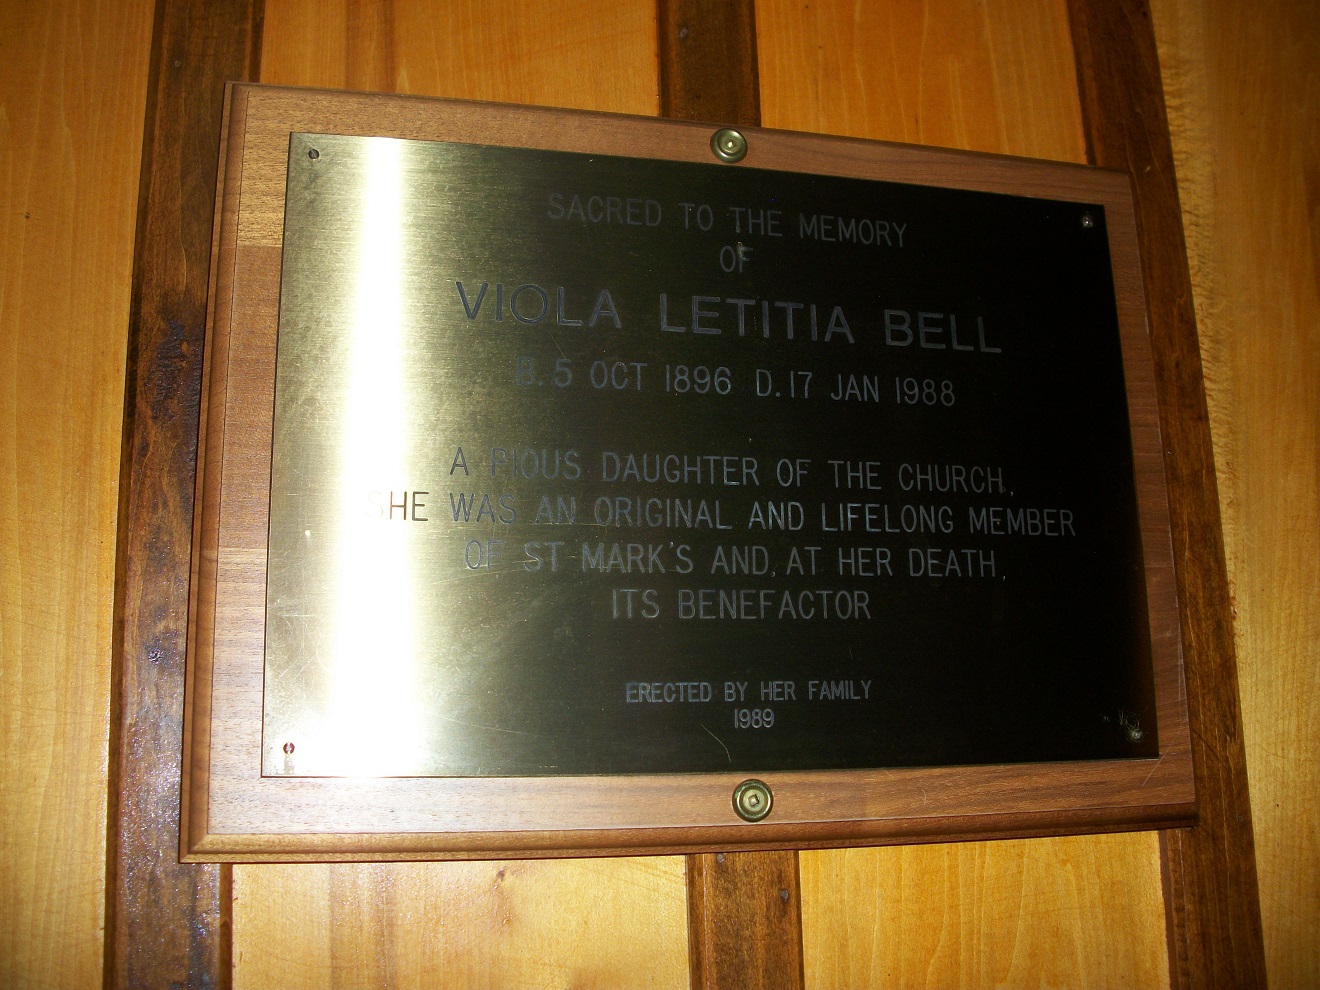 SACRED TO THE MEMORY
OF
VIOLA LETITIA BELL
B. 5 OCT 1896 D. 17 JAN 1988
A PIOUS DAUGHTER OF THE CHURCH,
SHE WAS AN ORIGINAL AND LIFELONG MEMBER
OF ST MARK'S AND, AT HER DEATH,
ITS BENEFACTOR
ERECTED BY HER FAMILY
1989